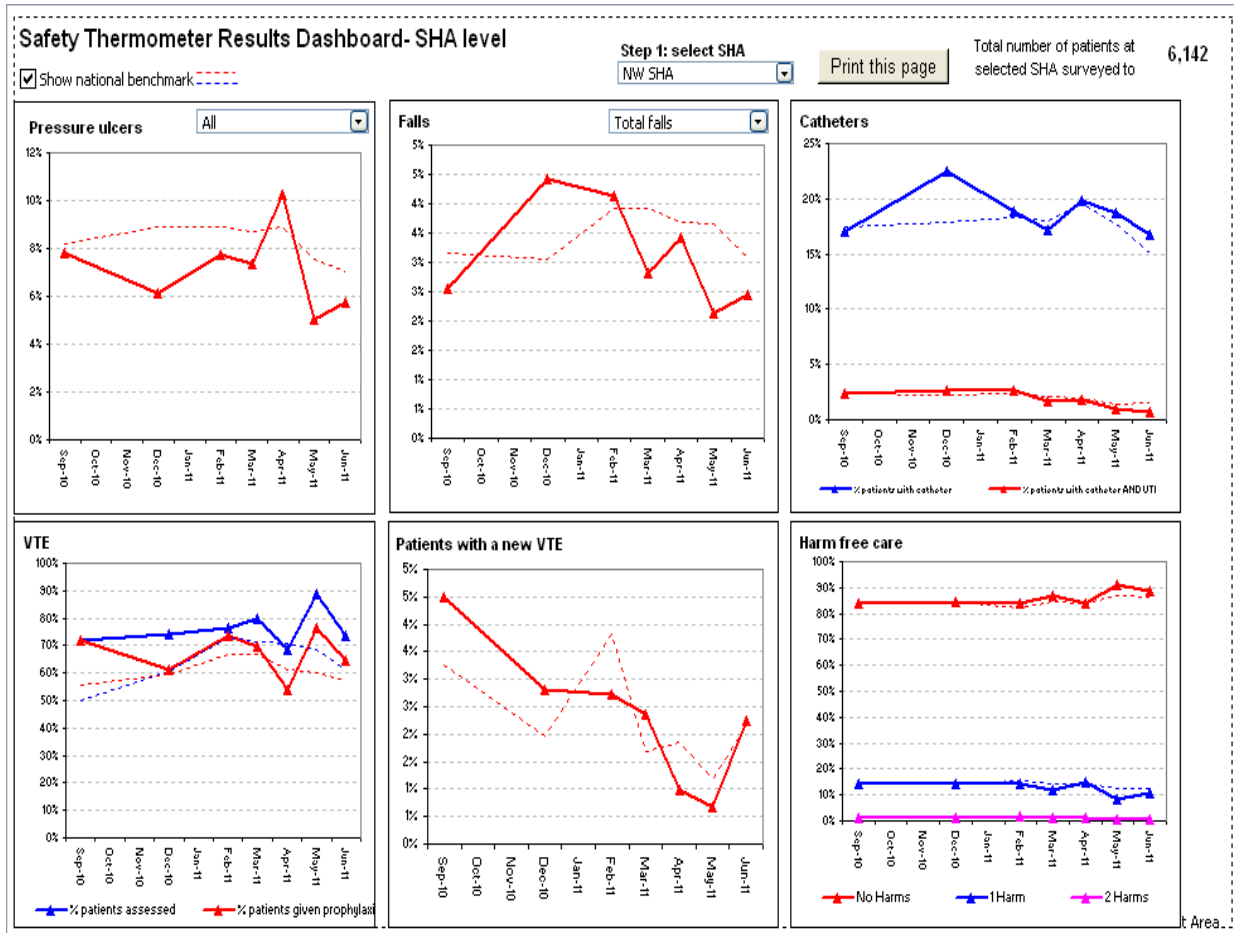 Safety Thermometer Results Dashboard- SHA level
Show national benchmark
Step 1: select SHA
NW SHA
Print this page
Total number of patients at
selected SHA surveyed to
6,142
Pressure ulcers
All
12%
10%
8%
6%
4%
2%
0%
Sep-10
Oct-10
Nov-10
Dec-10
Jan-11
Feb-11
Mar-11
Apr-11
May-11
Jun-11
Falls
Total falls
5%
5%
4%
4%
3%
3%
2%
2%
1%
1%
0%
Sep-10
Oct-10
Dec-10
Jan-11
Feb-11
Mar-11
Apr-11
May-11
Jun-11
Catheters
25%
20%
15%
10%
5%
0%
Sep-10
Oct-10
Nov-10
Dec-10
Jan-11
Feb-11
Mar-11
Apr-11
May-11
Jun-11
% patients with catheter
% patients with catheter AND UTI
VTE
100%
90%
80%
70%
60%
50%
40%
30%
20%
10%
0%
Sep-10
Oct-10
Nov-10
Dec-10
Jan-11
Feb-11
Mar-11
Apr-11
May-11
Jun-11
% patients assessed
% patients given prophylaxi
Patients with a new VTE
5%
5%
4%
4%
3%
3%
2%
2%
1%
1%
0%
Sep-10
Oct-10
Nov-10
Dec-10
Jan-11
Feb-11
Mar-11
Apr-11
May-11
Jun-11
Harm free care
100%
90%
80%
70%
60%
50%
40%
30%
20%
10%
0%
Sep-10
Oct-10
Nov-10
Dec-10
Jan-11
Feb-11
Mar-11
Apr-11
May-11
Jun-11
No Harms
1 Harm
2 Harms
t Area